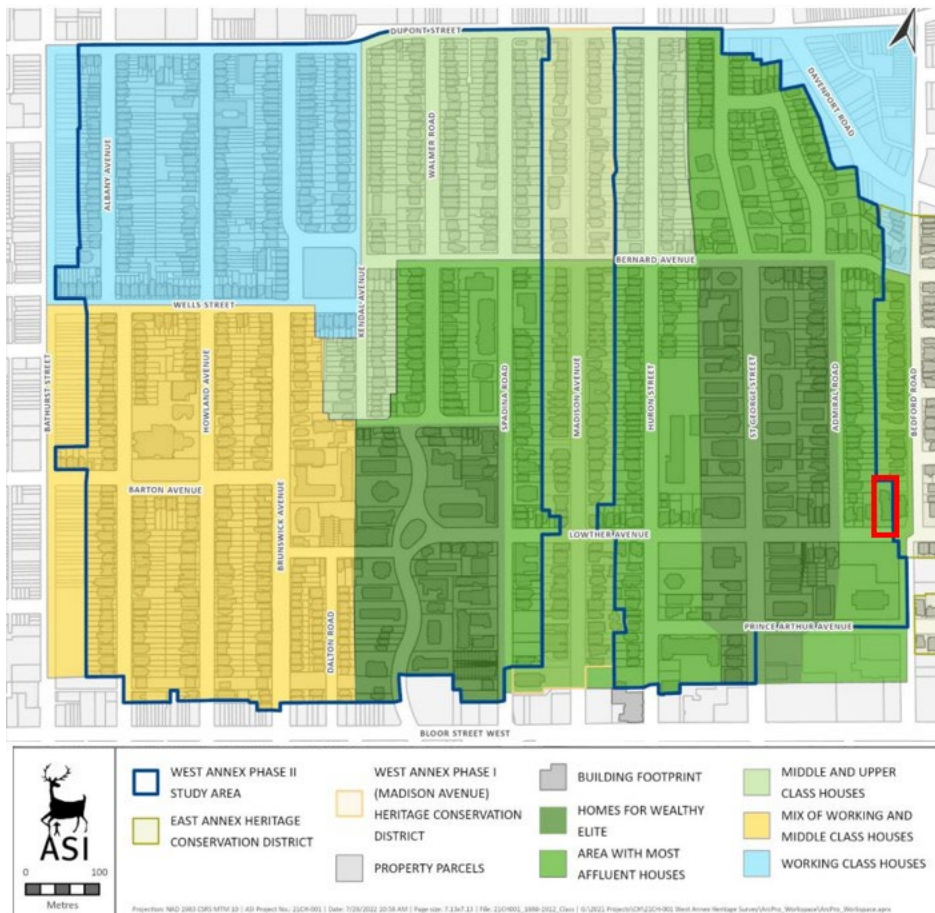 DUPONT STREET
DAVENPORT ROAD
WALMER ROAD
ALBANY AVENUE
BERNARD AVENUE
KENDAL AVENUE
WELLS STREET
BATHURST STREET
HOWLAND AVENUE
SPADINA ROAD
MADISON AVENUE
HURON STREET
ST GEORGE STREET
ADMIRAL ROAD
BEDFORD ROAD
BARTON AVENUE
BRUNSWICK AVENUE
LOWTHER AVENUE
DALTON ROAD
PRINCE ARTHUR AVENUE
BLOOR STREET WEST
ASI
0 100
Metres
WEST ANNEX PHASE II
STUDY AREA
EAST ANNEX HERITAGE
CONSERVATION DISTRICT
WEST ANNEX PHASE I
(MADISON AVENUE)
HERITAGE CONSERVATION
DISTRICT
PROPERTY PARCELS
BUILDING FOOTPRINT
HOMES FOR WEALTHY
ELITE
AREA WITH MOST
AFFLUENT HOUSES
MIDDLE AND UPPER
CLASS HOUSES
MIX OF WORKING AND
MIDDLE CLASS HOUSES
WORKING CLASS HOUSES